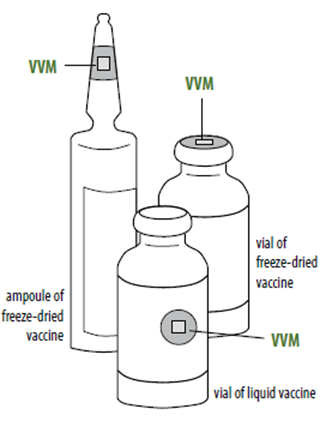 VVM
VVM
vial of
freeze-dried
vaccine
ampoule of
freeze-dried
vaccine
VVM
vial of liquid vaccine